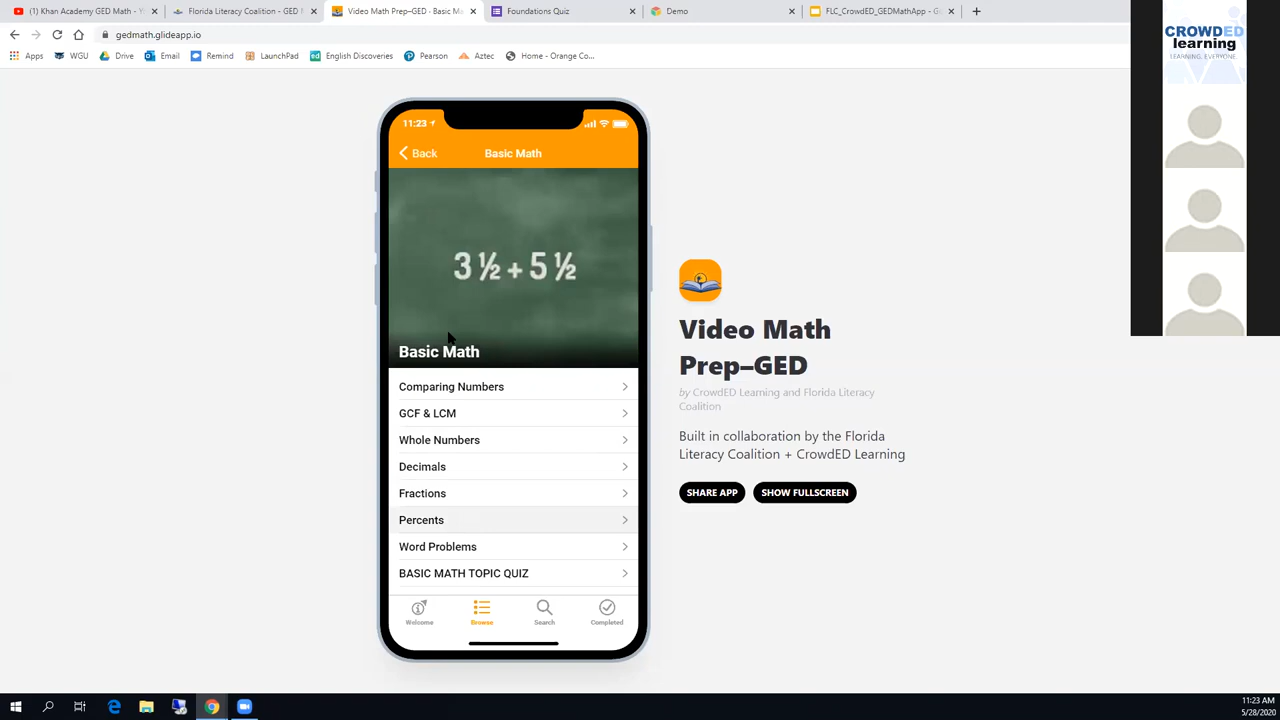 (1) Khan Academy GED Math - Y
Florida Literacy Coalition - GED M
Video Math Prep–GED - Basic Ma
Foundations Quiz
Demo
FLC_CrowdED_GEDMathApp - G
gedmath.glideapp.io
Apps WGU Drive Email Remind LaunchPad English Discoveries Pearson Aztec Home - Orange Co...
CROWDED
learning
LEARNING. EVERYONE.
11:23
Back Basic Math
3 ½ + 5 ½
Basic Math
Comparing Numbers
GCF & LCM
Whole Numbers
Decimals
Fractions
Percents
Word Problems
BASIC MATH TOPIC QUIZ
Welcome Browse Search Completed
Video Math
Prep–GED
by CrowdED Learning and Florida Literacy
Coalition
Built in collaboration by the Florida
Literacy Coalition + CrowdED Learning
SHARE APP SHOW FULLSCREEN
11:23 AM
5/28/2020